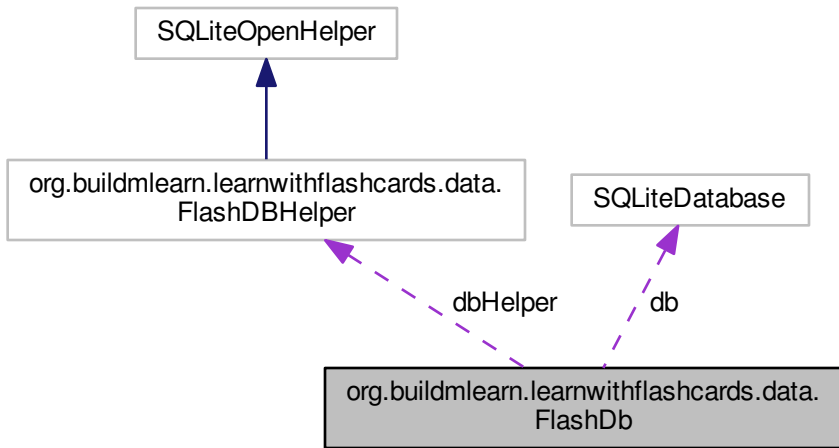 SQLiteOpenHelper
org.buildmlearn.learnwithflashcards.data.
FlashDBHelper
SQLiteDatabase
dbHelper
db
org.buildmlearn.learnwithflashcards.data.
FlashDb